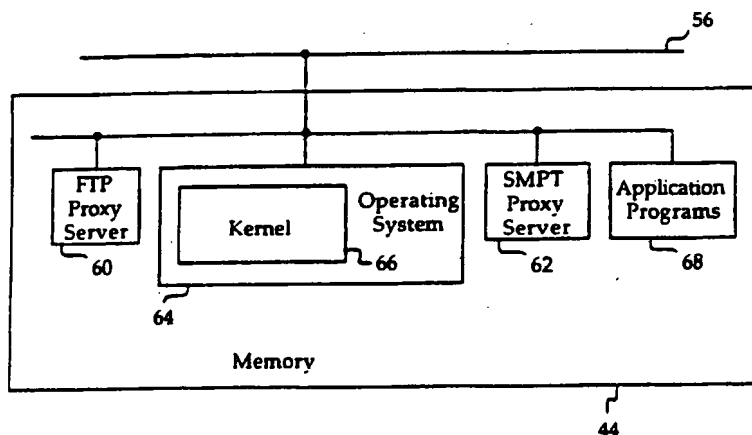 56
FTP
Proxy
Server
60
Kernel
Operating
System
66
64
SMPT
Proxy
Server
62
Application
Programs
68
Memory
44